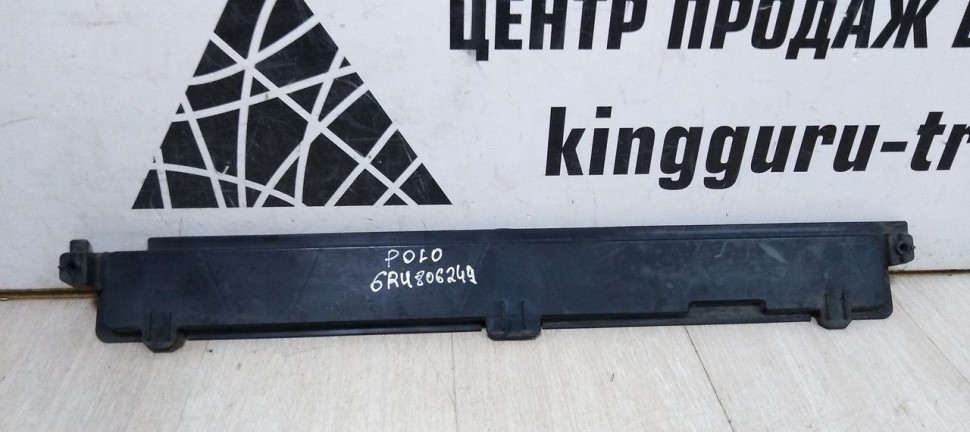 ЦЕНТР ПРОДАЖ
kingguru-tr
POLO
6RU806249